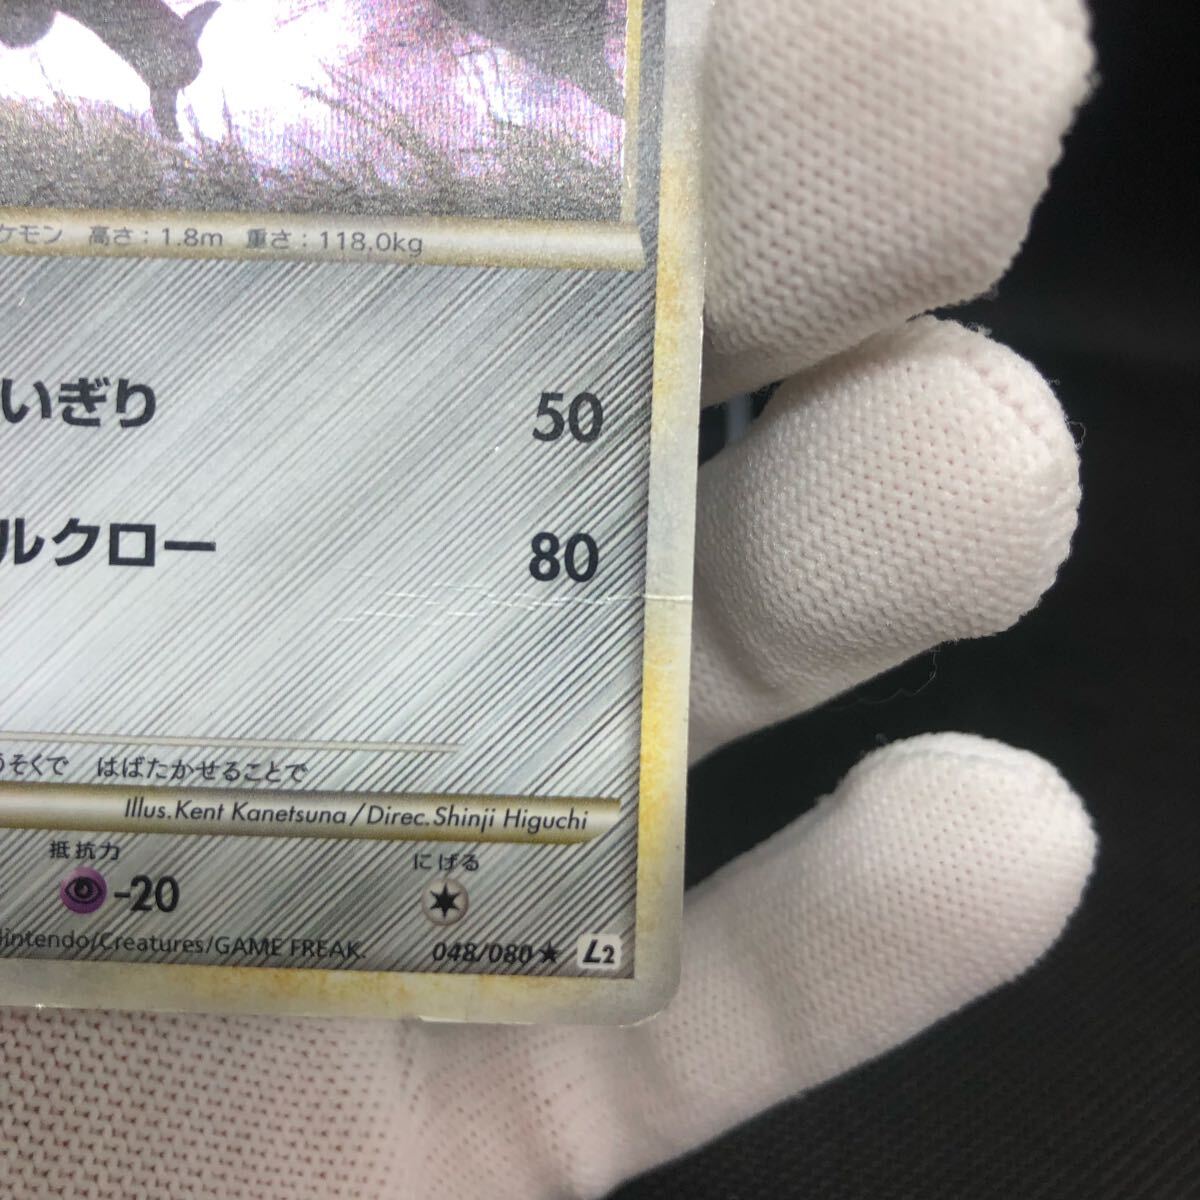 ケモン 高さ：1.8m 重さ：118.0kg
いぎり 50
ルクロー 80
うそくで はばたかせることで
Illus.Kent Kanetsuna/Direc.Shinji Higuchi
抵抗力 にげる
-20
Nintendo/Creatures/GAME FREAK. 048/080★ L2